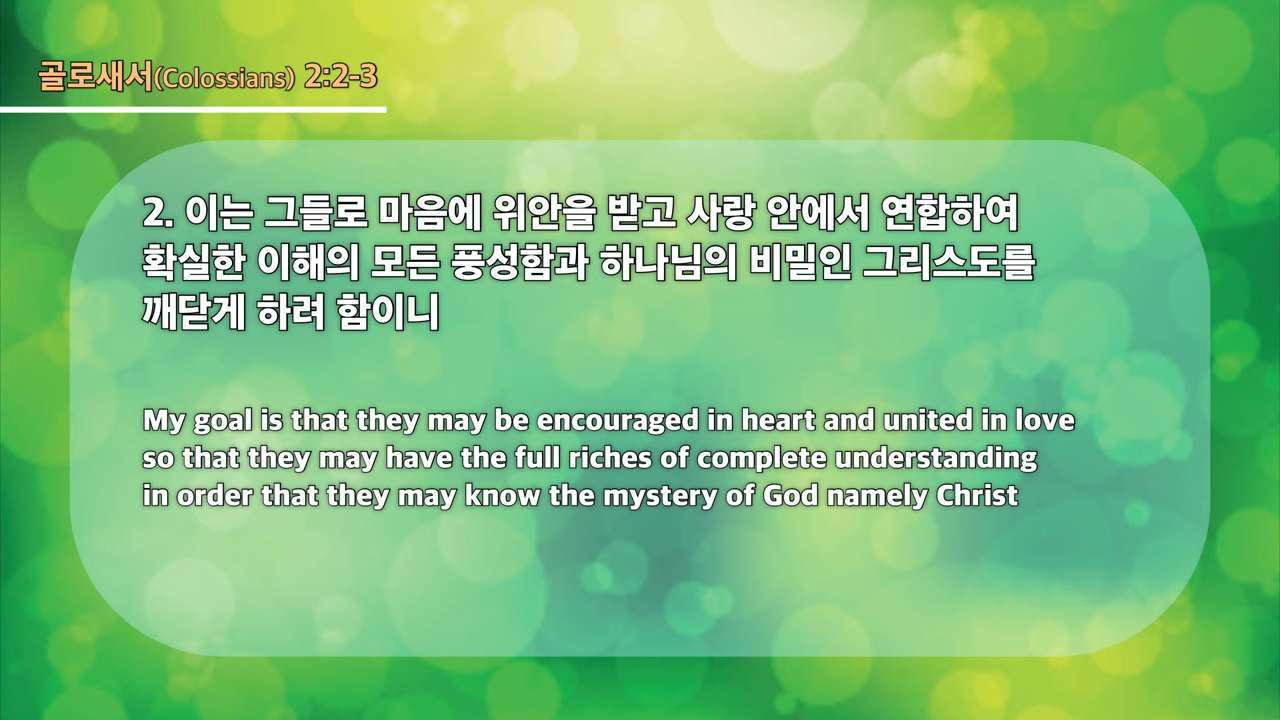 골로새서(Colossians) 2:2-3
2. 이는 그들로 마음에 위안을 받고 사랑 안에서 연합하여
확실한 이해의 모든 풍성함과 하나님의 비밀인 그리스도를
깨닫게 하려 함이니
My goal is that they may be encouraged in heart and united in love
so that they may have the full riches of complete understanding
in order that they may know the mystery of God namely Christ